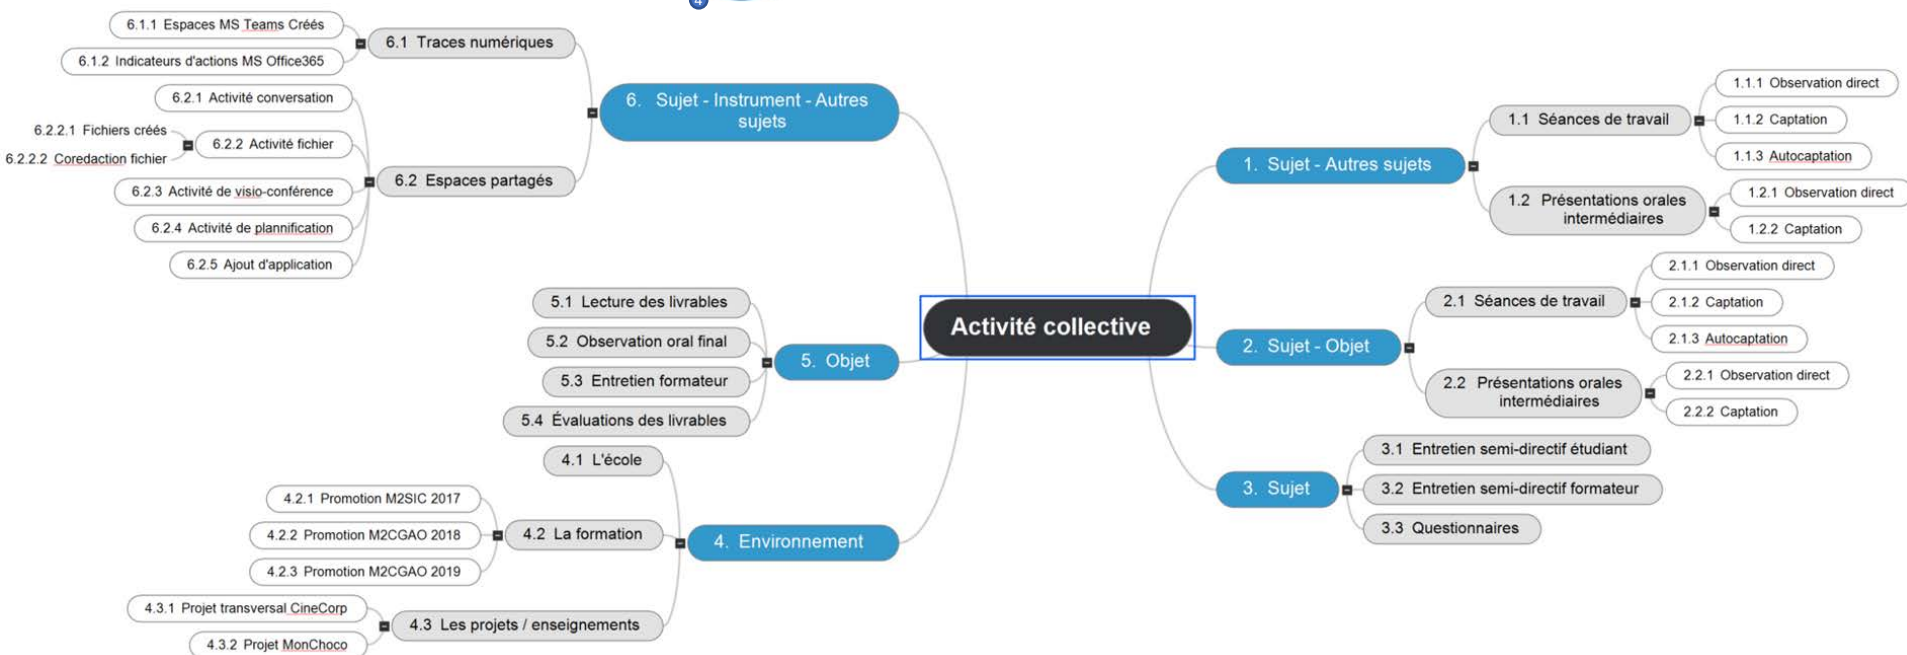 4
Activité collective
1. Sujet - Autres sujets
1.1 Séances de travail
1.1.1 Observation direct
1.1.2 Captation
1.1.3 Autocaptation
1.2 Présentations orales
intermédiaires
1.2.1 Observation direct
1.2.2 Captation
2. Sujet - Objet
2.1 Séances de travail
2.1.1 Observation direct
2.1.2 Captation
2.1.3 Autocaptation
2.2 Présentations orales
intermédiaires
2.2.1 Observation direct
2.2.2 Captation
3. Sujet
3.1 Entretien semi-directif étudiant
3.2 Entretien semi-directif formateur
3.3 Questionnaires
4. Environnement
4.1 L'école
4.2 La formation
4.2.1 Promotion M2SIC 2017
4.2.2 Promotion M2CGAO 2018
4.2.3 Promotion M2CGAO 2019
4.3 Les projets / enseignements
4.3.1 Projet transversal CineCorp
4.3.2 Projet MonChoco
5. Objet
5.1 Lecture des livrables
5.2 Observation oral final
5.3 Entretien formateur
5.4 Évaluations des livrables
6. Sujet - Instrument - Autres
sujets
6.1 Traces numériques
6.1.1 Espaces MS Teams Créés
6.1.2 Indicateurs d'actions MS Office365
6.2 Espaces partagés
6.2.1 Activité conversation
6.2.2 Activité fichier
6.2.2.1 Fichiers créés
6.2.2.2 Coredaction fichier
6.2.3 Activité de visio-conférence
6.2.4 Activité de plannification
6.2.5 Ajout d'application